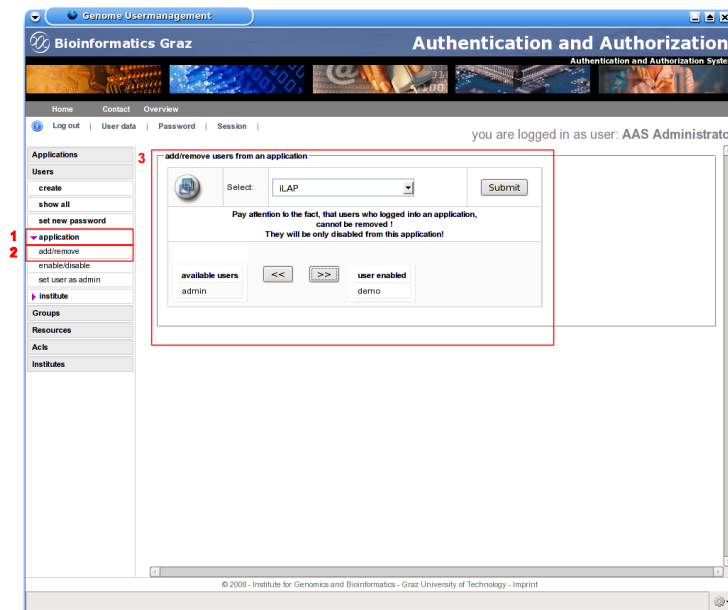 Genome Usermanagement
Bioinformatics Graz
Authentication and Authorization
Authentication and Authorization Syste
Home Contact Overview
Log out | User data | Password | Session |
you are logged in as user: AAS Administrato
Applications
Users
create
show all
set new password
1 application
2 add/remove
enable/disable
set user as admin
institute
Groups
Resources
Acls
Institutes
3 add/remove users from an application
Select: iLAP Submit
Pay attention to the fact, that users who logged into an application,
cannot be removed !
They will be only disabled from this application!
available users << >> user enabled
admin demo
© 2008 - Institute for Genomics and Bioinformatics - Graz University of Technology - Imprint